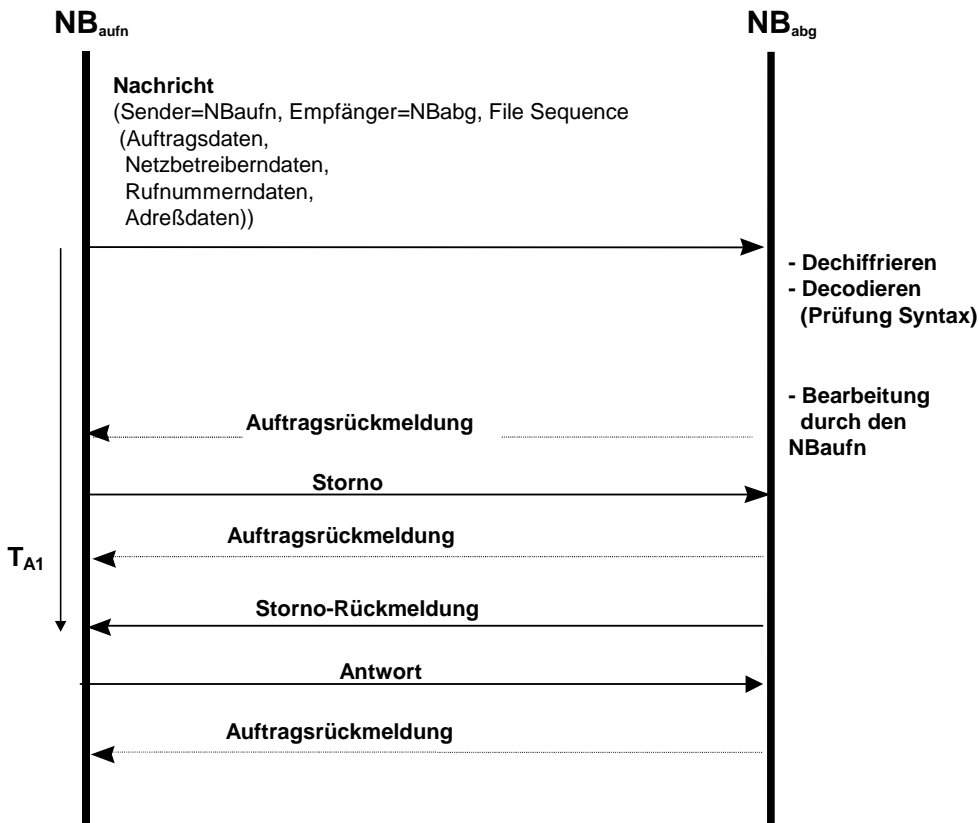 NBaufn
NBabg
Nachricht
(Sender=NBaufn, Empfänger=NBabg, File Sequence
(Auftragsdaten,
Netzbetreiberndaten,
Rufnummerndaten,
Adreßdaten))
- Dechiffrieren
- Decodieren
(Prüfung Syntax)
- Bearbeitung
durch den
NBaufn
Auftragsrückmeldung
Storno
Auftragsrückmeldung
TA1
Storno-Rückmeldung
Antwort
Auftragsrückmeldung